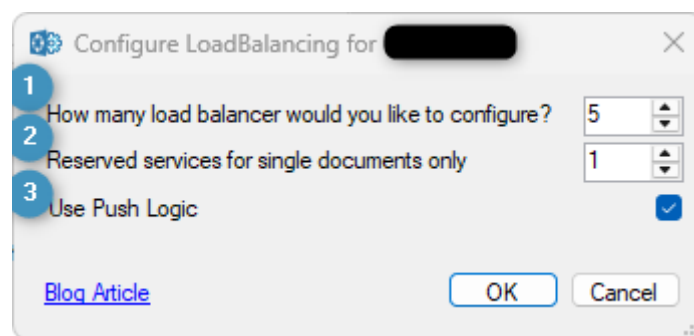 Configure LoadBalancing for
1
How many load balancer would you like to configure? 5
2
Reserved services for single documents only 1
3
Use Push Logic
Blog Article OK Cancel